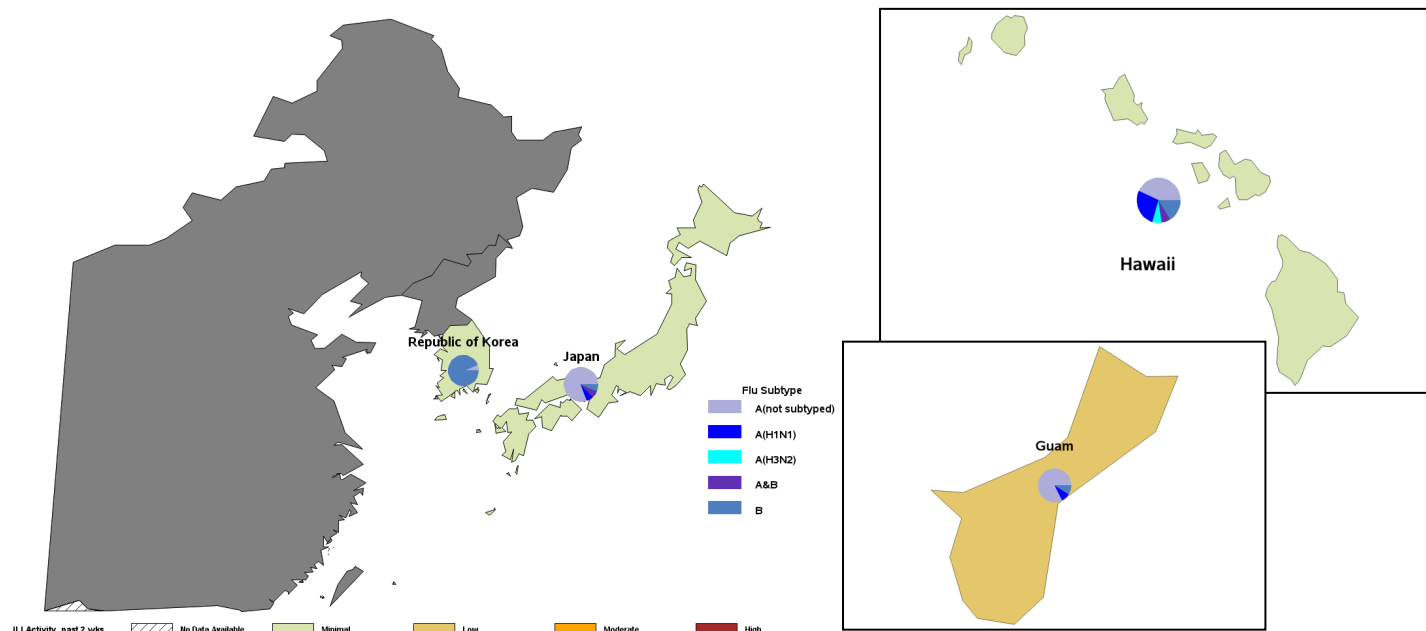 Hawaii
Republic of Korea
Japan
Flu Subtype
A(not subtyped)
A(H1N1)
A(H3N2)
A&B
B
Guam
ILI Activity, past 2 wks
No Data Available
Minimal
Low
Moderate
High